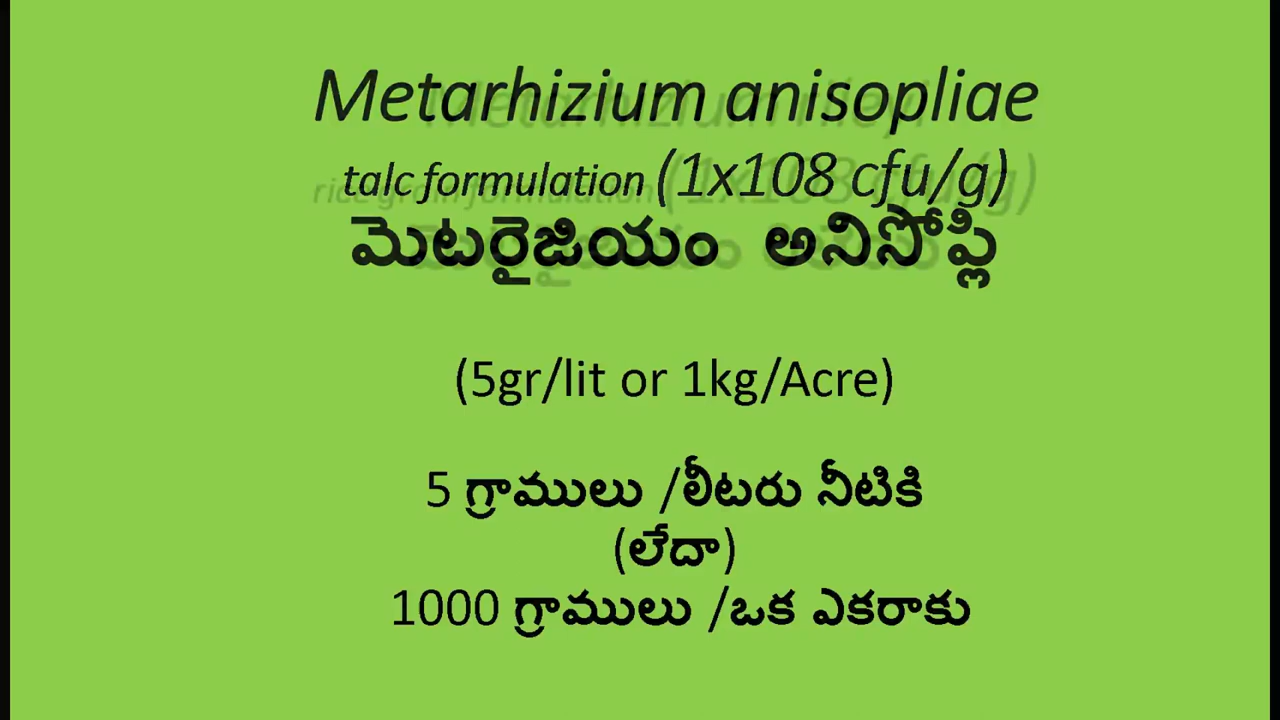 Metarhizium anisopliae
talc formulation (1x108 cfu/g)
మెటరైజియం అనిసోప్లి
(5gr/lit or 1kg/Acre)
5 గ్రాములు /లీటరు నీటికి
(లేదా)
1000 గ్రాములు /ఒక ఎకరాకు